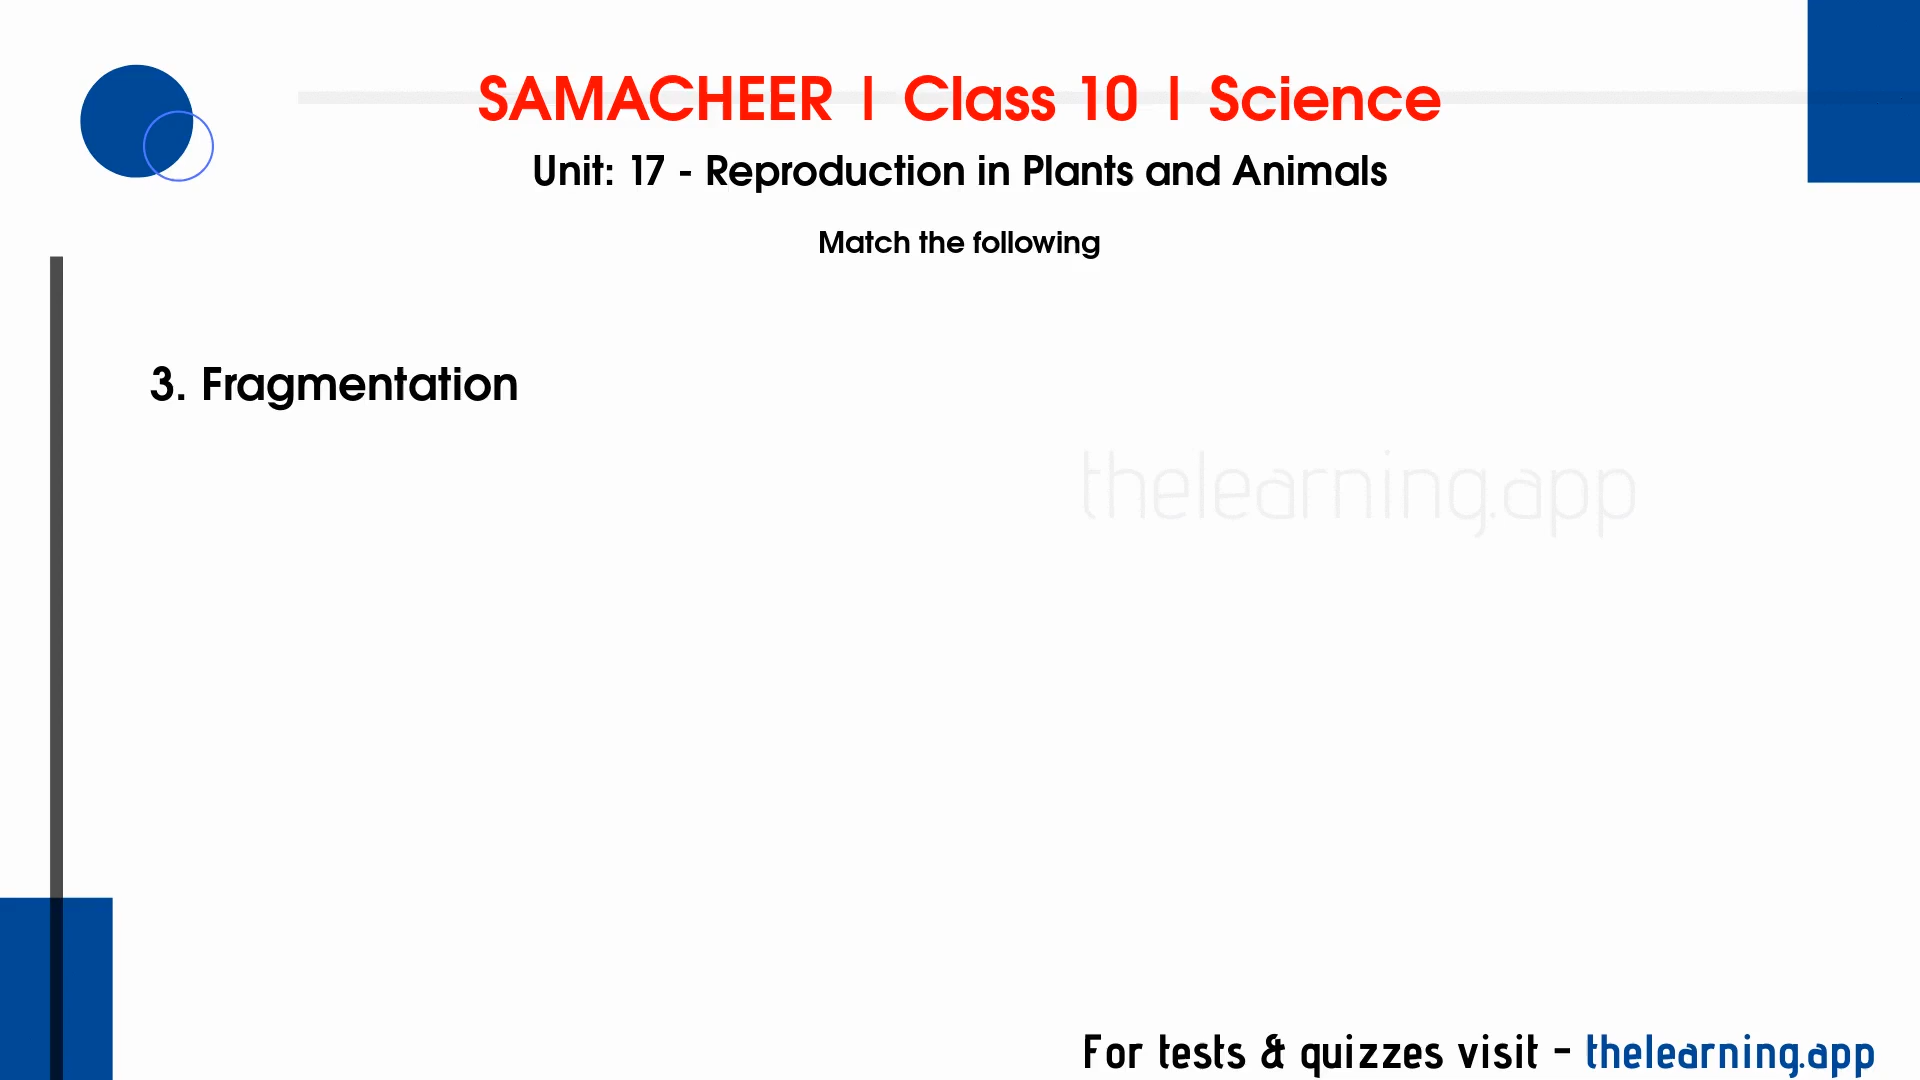 SAMACHEER | Class 10 | Science
Unit: 17 - Reproduction in Plants and Animals
Match the following
3. Fragmentation
thelearning.app
For tests & quizzes visit - thelearning.app